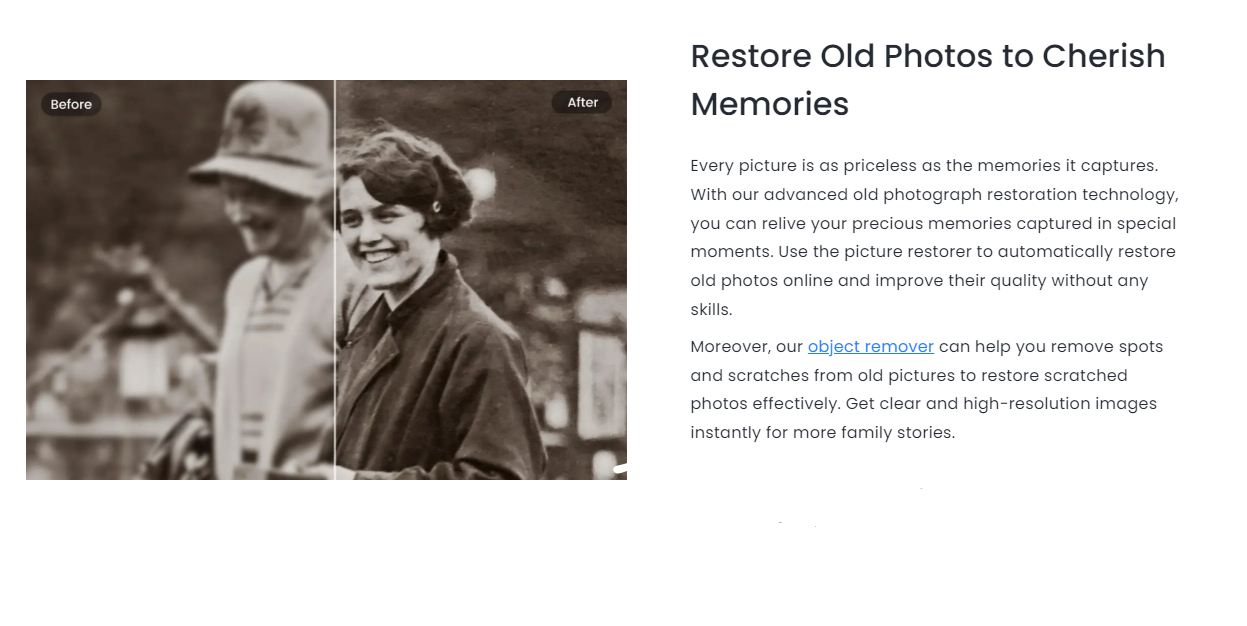 Before
After
Restore Old Photos to Cherish
Memories
Every picture is as priceless as the memories it captures.
With our advanced old photograph restoration technology,
you can relive your precious memories captured in special
moments. Use the picture restorer to automatically restore
old photos online and improve their quality without any
skills.
Moreover, our object remover can help you remove spots
and scratches from old pictures to restore scratched
photos effectively. Get clear and high-resolution images
instantly for more family stories.